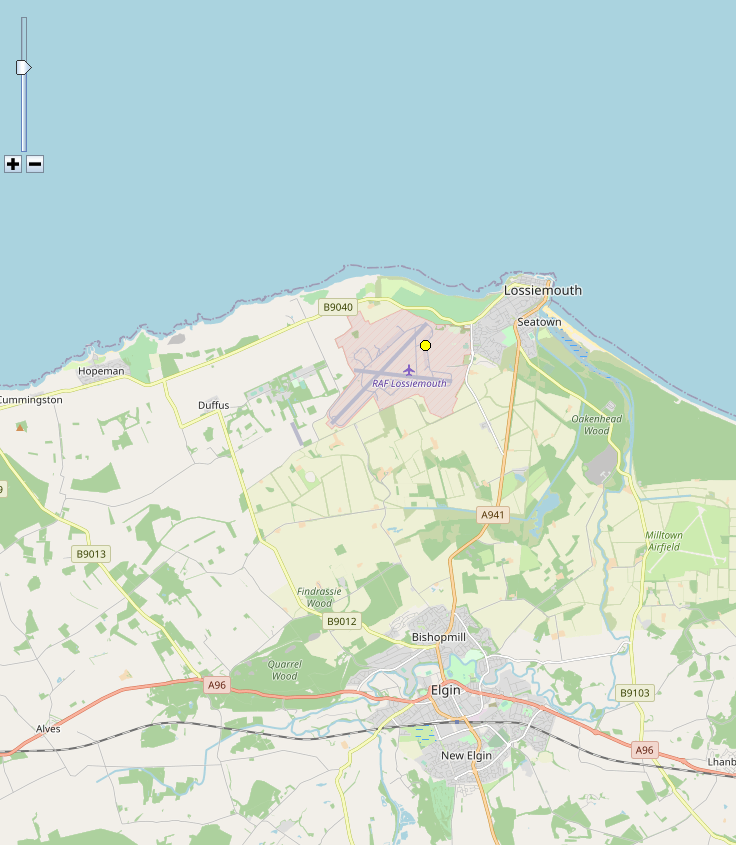 B9040
Lossiemouth
Seatown
Hopeman
RAF Lossiemouth
Cummingston
Duffus
Oakenhead
Wood
9
A941
B9013
Milltown
Airfield
Findrassie
Wood
B9012
Bishopmill
Quarrel
Wood
A96
Elgin
B9103
Alves
A96
New Elgin
Lhanb